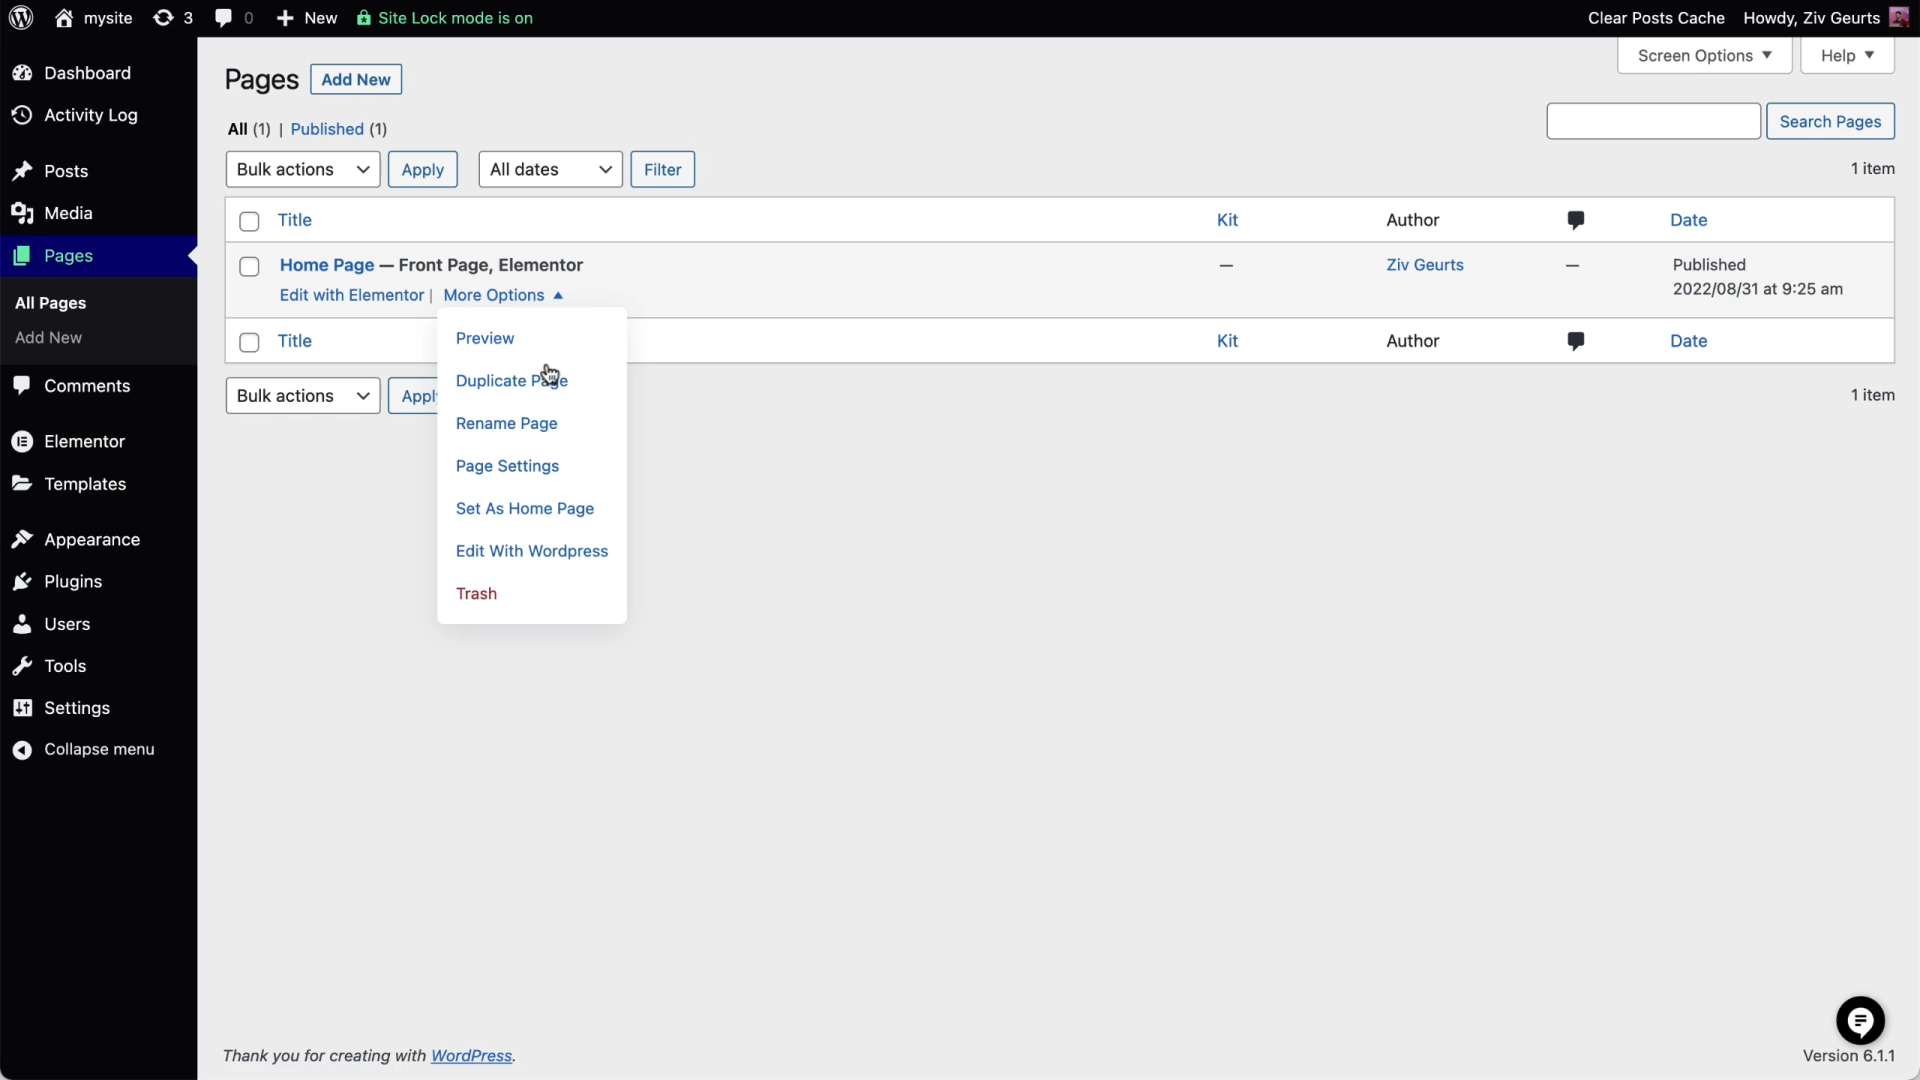 mysite 3 0 New Site Lock mode is on Clear Posts Cache Howdy, Ziv Geurts
Screen Options Help
Dashboard
Activity Log
Posts
Media
Pages
All Pages
Add New
Comments
Elementor
Templates
Appearance
Plugins
Users
Tools
Settings
Collapse menu
Pages Add New
All (1) | Published (1)
Search Pages
Bulk actions Apply All dates Filter 1 item
Title Kit Author Date
Home Page — Front Page, Elementor — Ziv Geurts — Published
2022/08/31 at 9:25 am
Edit with Elementor | More Options
Title Kit Author Date
Bulk actions Apply 1 item
Preview
Duplicate Page
Rename Page
Page Settings
Set As Home Page
Edit With Wordpress
Trash
Thank you for creating with WordPress.
Version 6.1.1